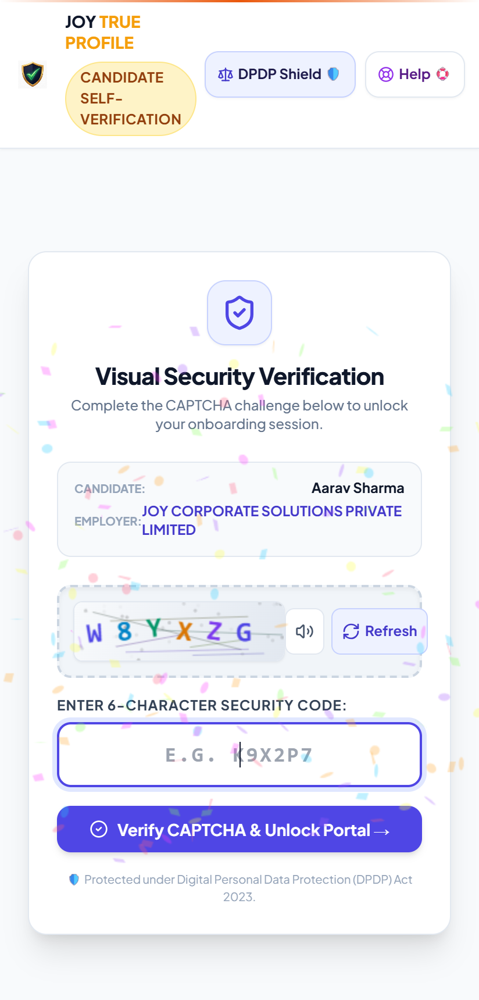 JOY TRUE
PROFILE
CANDIDATE
SELF-
VERIFICATION
DPDP Shield
Help
Visual Security Verification
Complete the CAPTCHA challenge below to unlock
your onboarding session.
CANDIDATE: Aarav Sharma
EMPLOYER: JOY CORPORATE SOLUTIONS PRIVATE
LIMITED
W 8 Y X Z G
Refresh
ENTER 6-CHARACTER SECURITY CODE:
E.G. K9X2P7
Verify CAPTCHA & Unlock Portal →
Protected under Digital Personal Data Protection (DPDP) Act
2023.